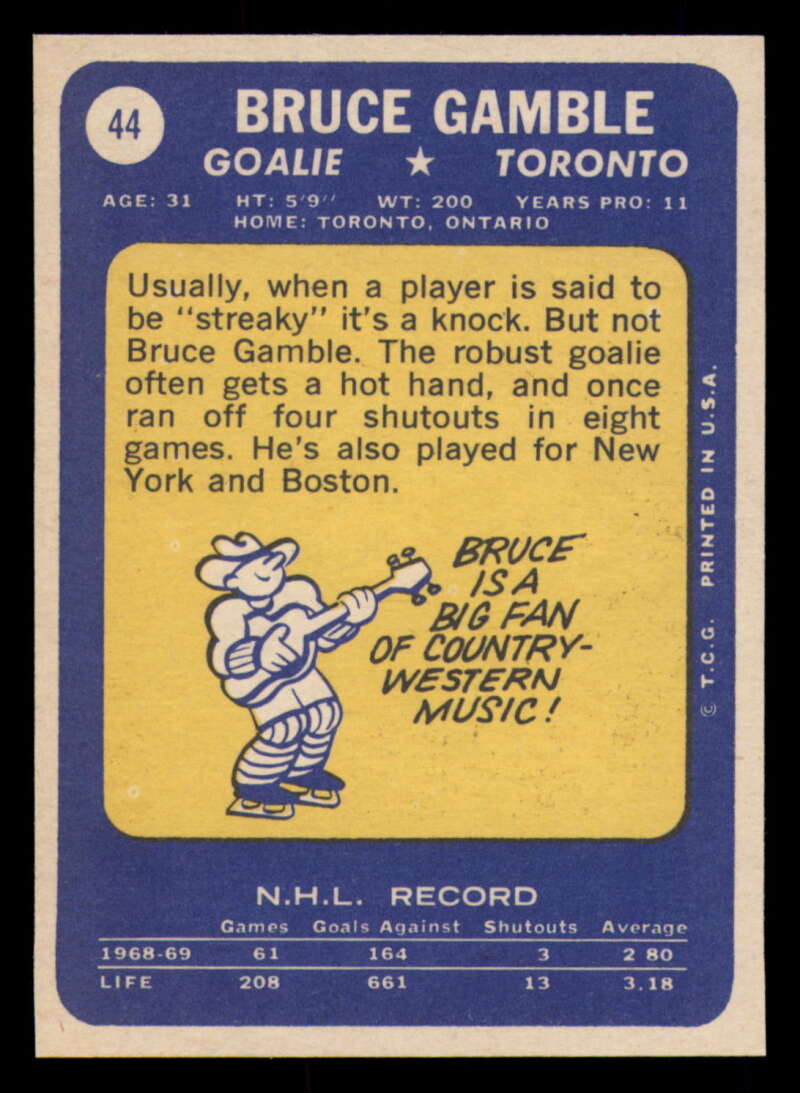 44
BRUCE GAMBLE
GOALIE ★ TORONTO
AGE: 31 HT: 5'9" WT: 200 YEARS PRO: 11
HOME: TORONTO, ONTARIO
Usually, when a player is said to
be "streaky" it's a knock. But not
Bruce Gamble. The robust goalie
often gets a hot hand, and once
ran off four shutouts in eight
games. He's also played for New
York and Boston.
BRUCE
IS A
BIG FAN
OF COUNTRY-
WESTERN
MUSIC!
© T.C.G. PRINTED IN U.S.A.
N.H.L. RECORD
Games Goals Against Shutouts Average
1968-69 61 164 3 2 80
LIFE 208 661 13 3.18